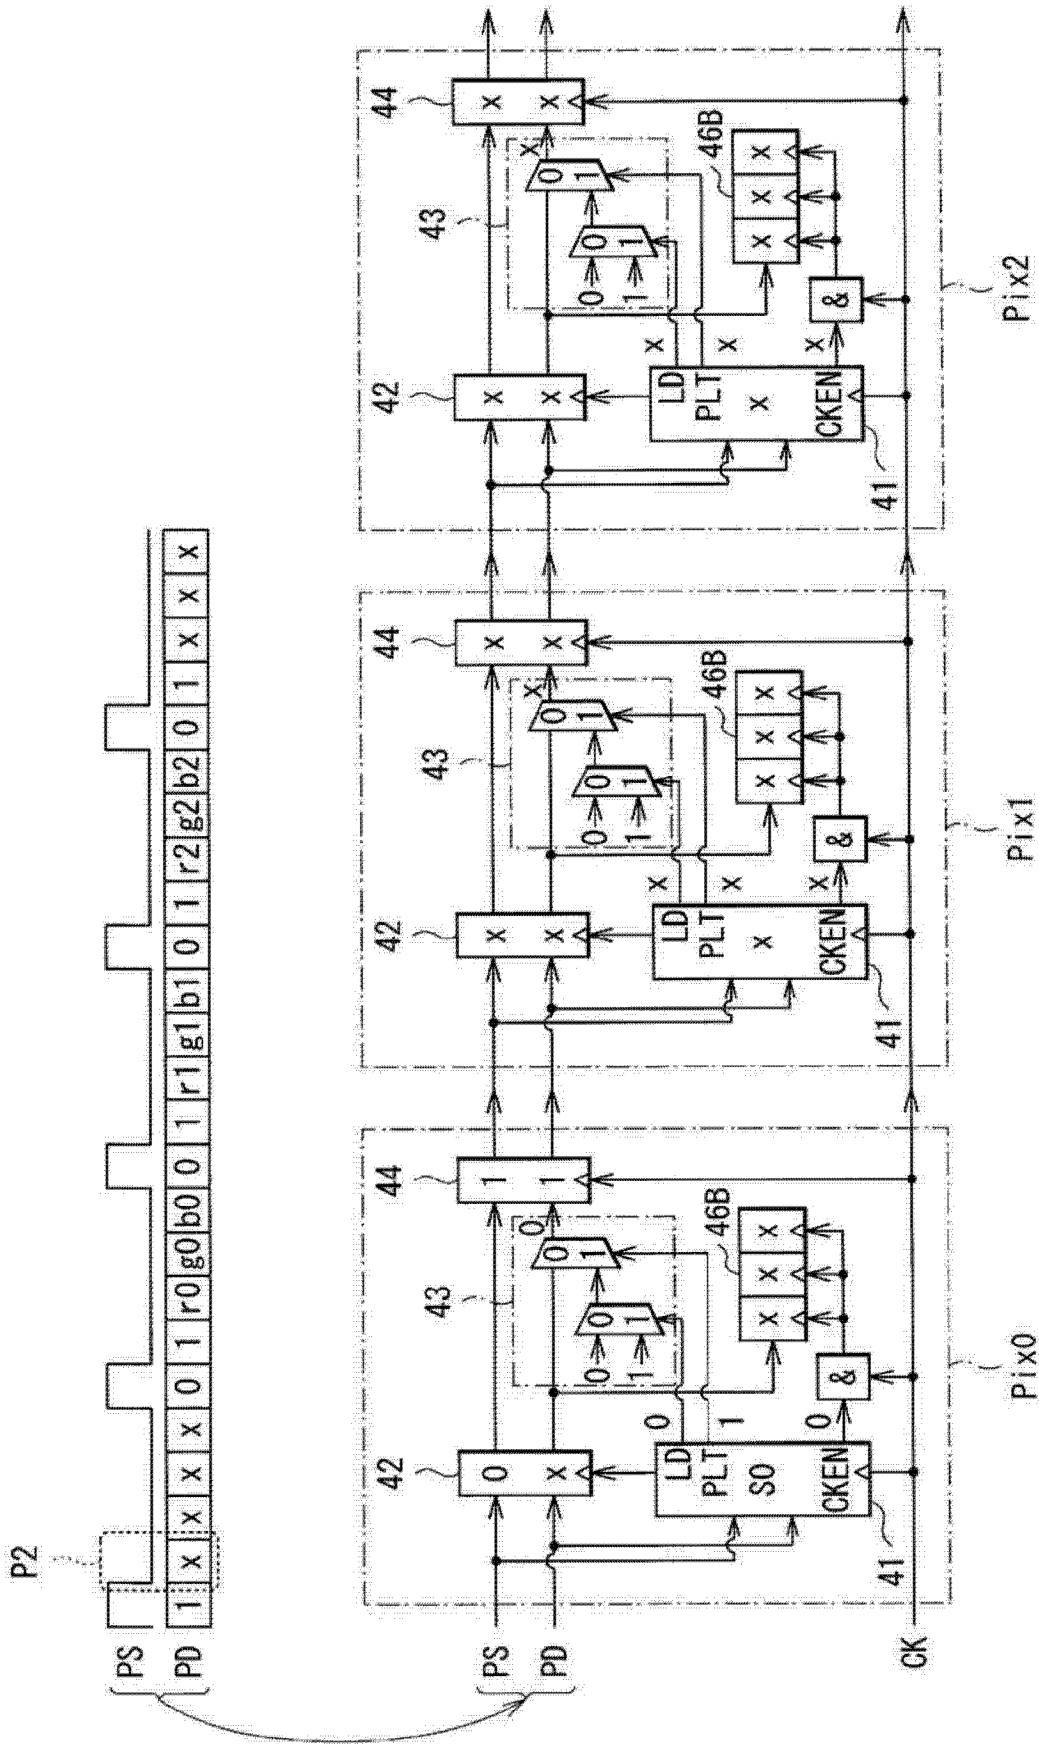 P2
PS
PD 1 x x x x 0 1 r0 g0 b0 0 1 r1 g1 b1 0 1 r2 g2 b2 0 1 x x x
42 44 42 44 42 44
PS 0 1 x x x x
43 43 43
0 x x
PD x 0 1 x 0 x x 0 x
0 0 1 0 0 1 0 0 1
1 1 1 1 1 1
0 x x
LD LD LD
PLT 1 PLT x PLT x
46B 46B 46B
S0 x x x x x x x x x x x
CKEN 0 & CKEN x & CKEN x &
41 41 41
CK
Pix0 Pix1 Pix2